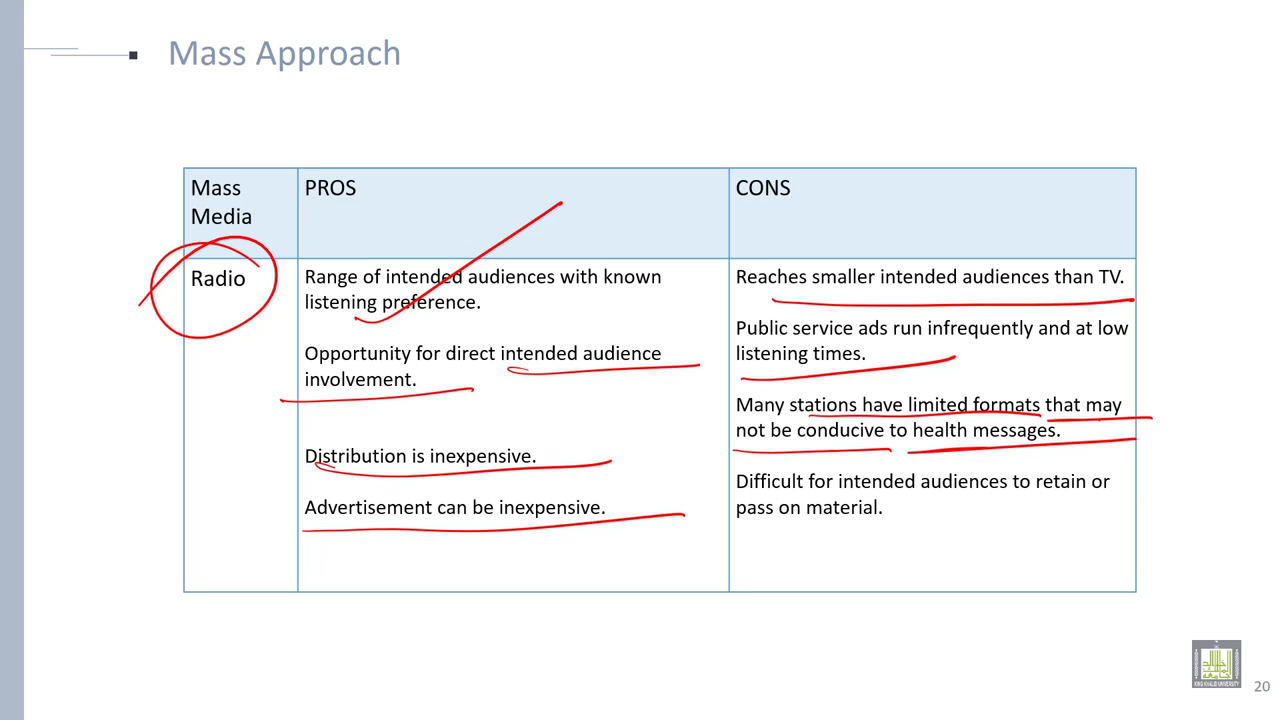 Mass Approach
Mass
Media
PROS
CONS
Radio
Range of intended audiences with known
listening preference.
Opportunity for direct intended audience
involvement.
Distribution is inexpensive.
Advertisement can be inexpensive.
Reaches smaller intended audiences than TV.
Public service ads run infrequently and at low
listening times.
Many stations have limited formats that may
not be conducive to health messages.
Difficult for intended audiences to retain or
pass on material.
KING KHALID UNIVERSITY
20